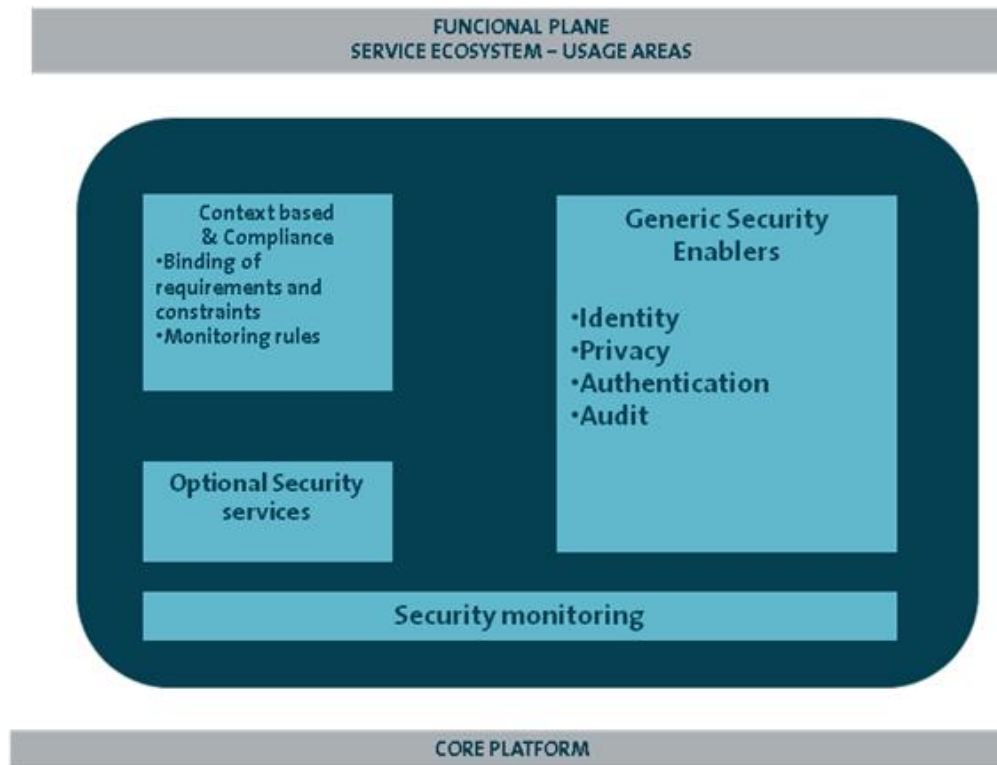 FUNCIONAL PLANE
SERVICE ECOSYSTEM – USAGE AREAS
Context based
& Compliance
•Binding of
requirements and
constraints
•Monitoring rules
Optional Security
services
Generic Security
Enablers
•Identity
•Privacy
•Authentication
•Audit
Security monitoring
CORE PLATFORM